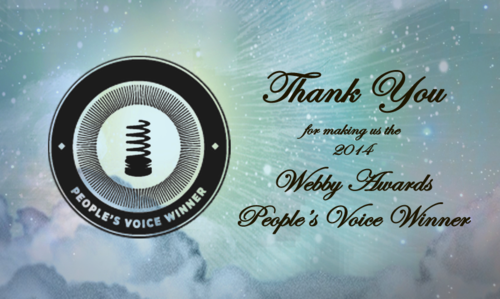 PEOPLE'S VOICE WINNER
Thank You
for making us the
2014
Webby Awards
People's Voice Winner